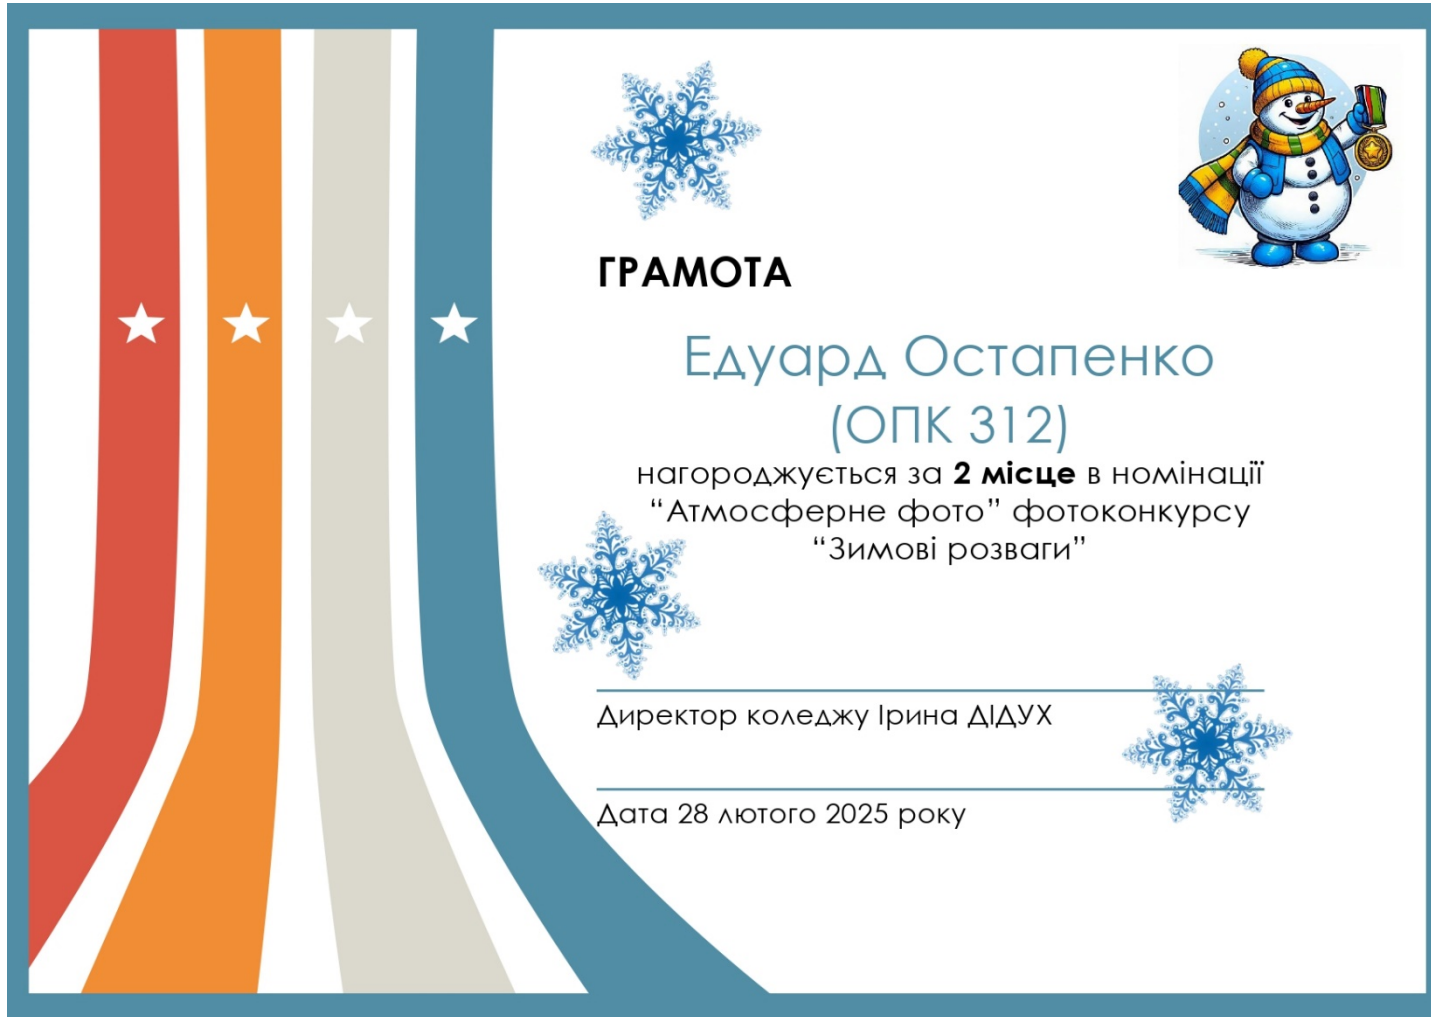 ГРАМОТА
Едуард Остапенко
(ОПК 312)
нагороджується за 2 місце в номінації
“Атмосферне фото” фотоконкурсу
“Зимові розваги”
Директор коледжу Ірина ДІДУХ
Дата 28 лютого 2025 року